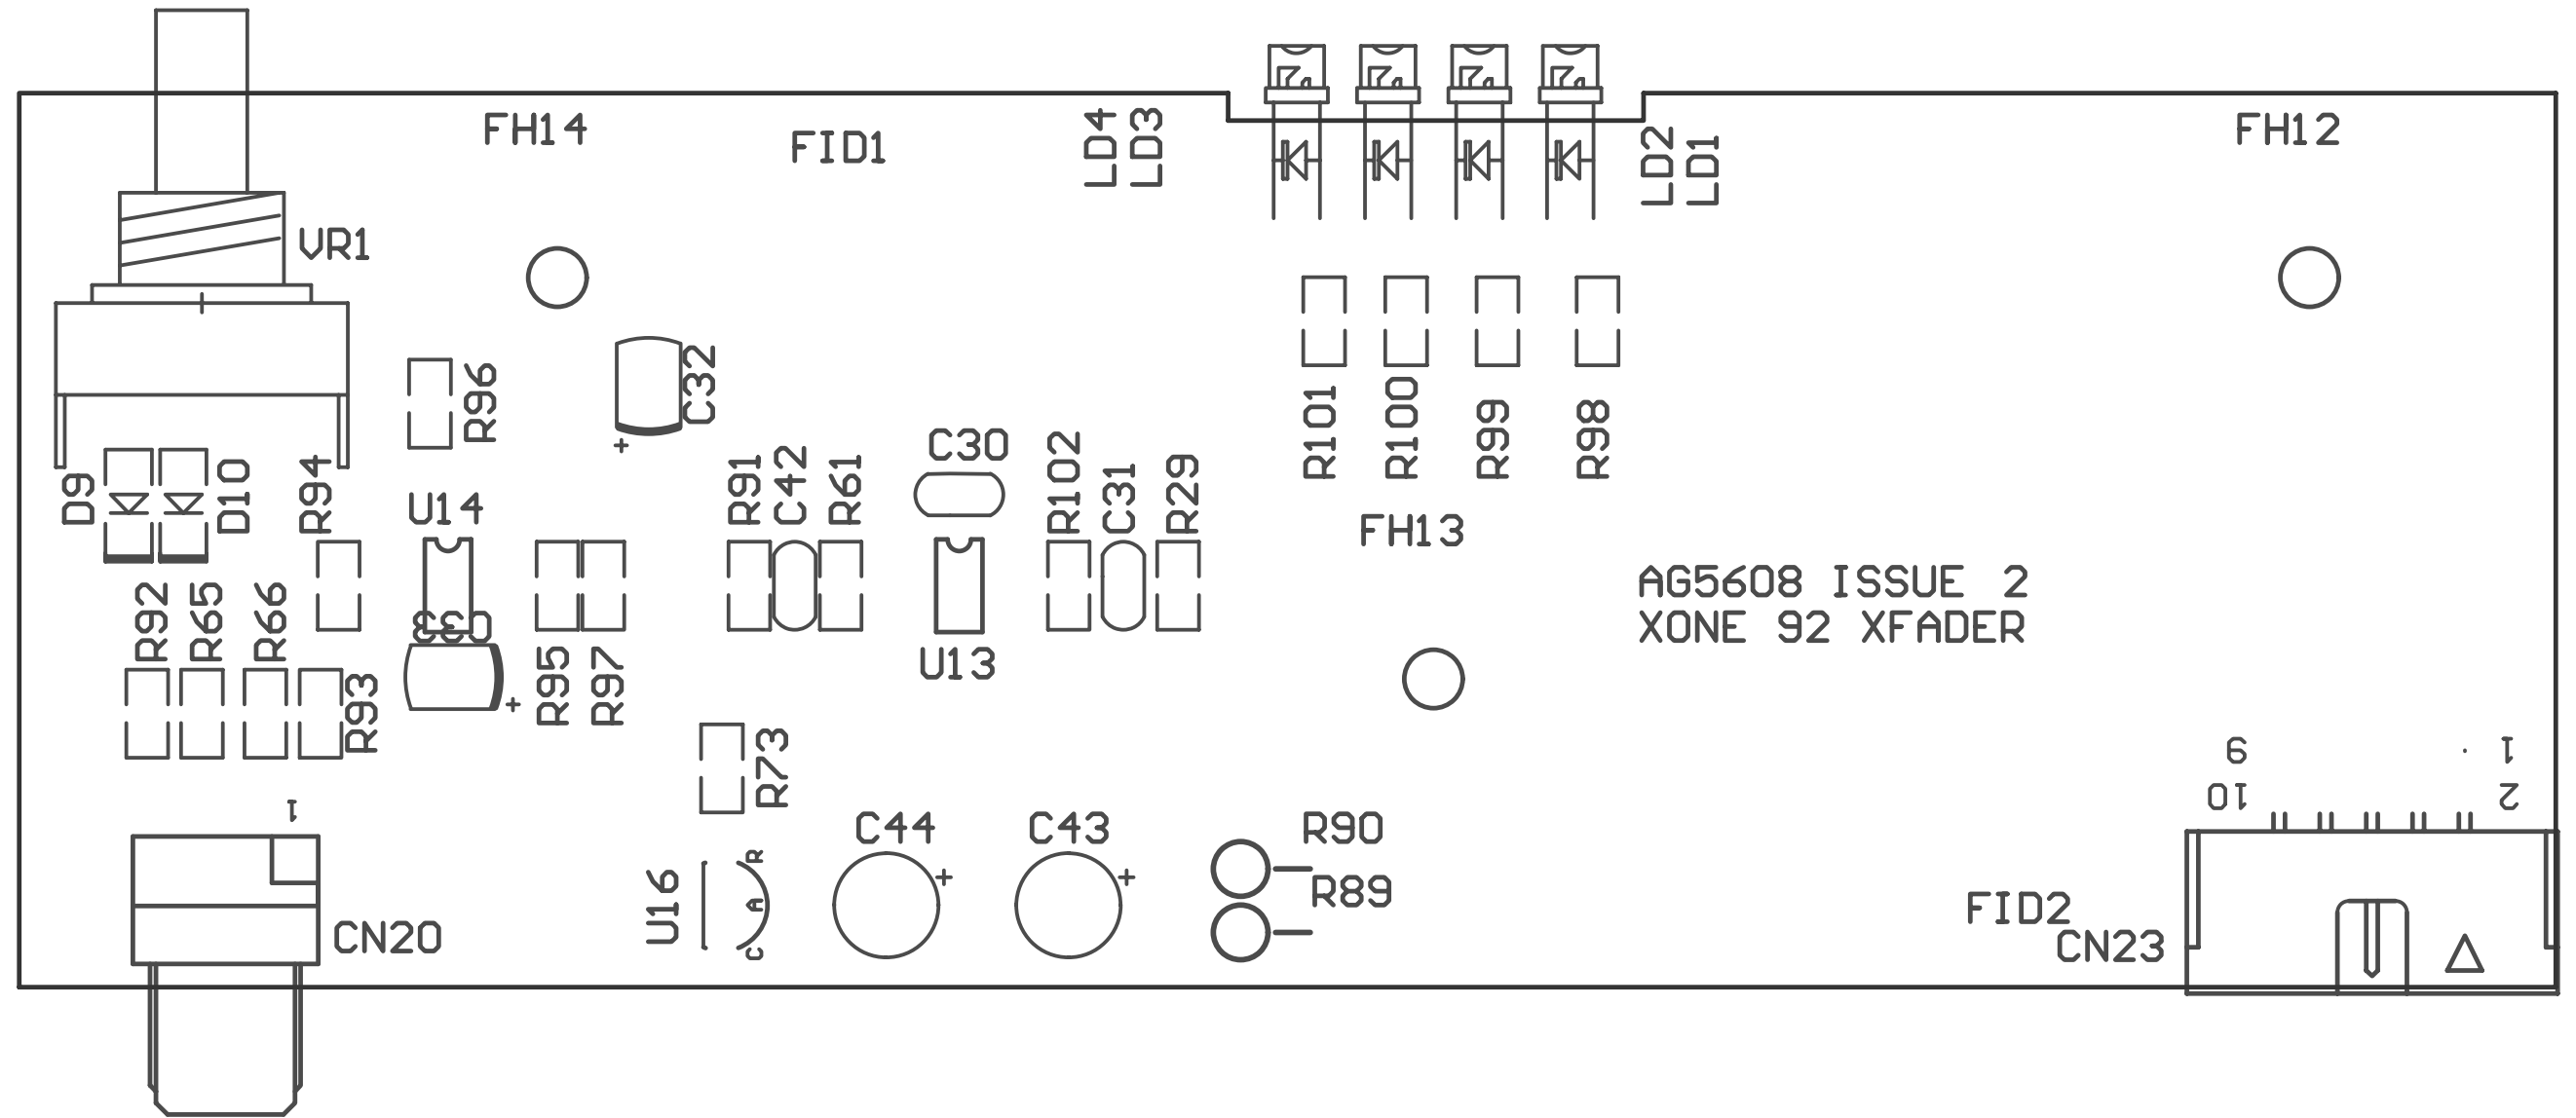 FH14
FID1
LD4
LD3
LD2
LD1
FH12
VR1
R96
C32
R101
R100
R99
R98
D9
D10
R94
U14
R91
C42
R61
C30
R102
C31
R29
FH13
AG5608 ISSUE 2
XONE 92 XFADER
R92
R65
R66
C33
U13
R93
R95
R97
+
+
R73
9
1
10
2
1
C44
C43
R90
+
+
R
A
C
U16
R89
CN20
FID2
CN23